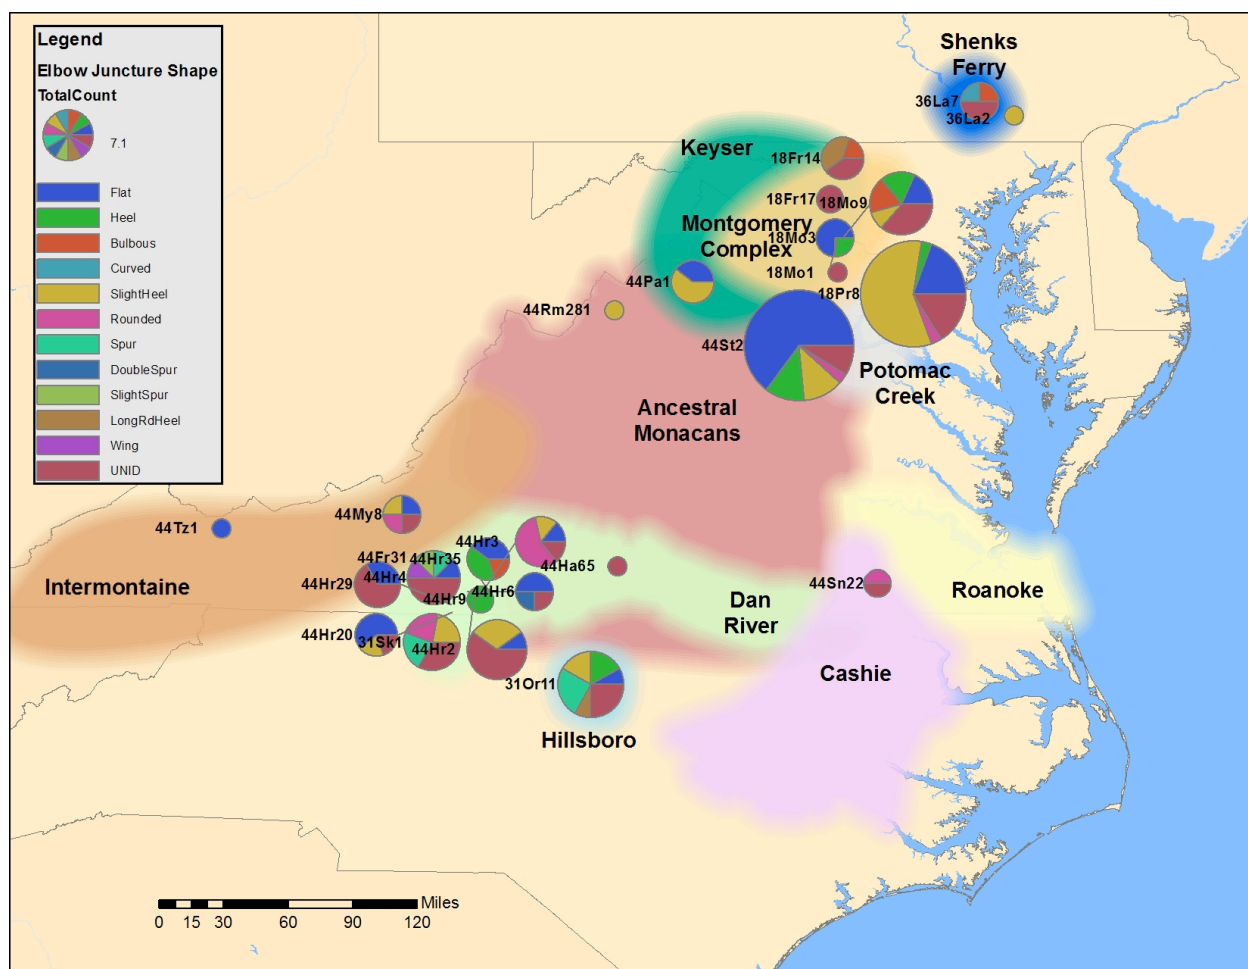 Legend
Elbow Juncture Shape
TotalCount
7.1
Flat
Heel
Bulbous
Curved
SlightHeel
Rounded
Spur
DoubleSpur
SlightSpur
LongRdHeel
Wing
UNID
Shenks
Ferry
36La7
36La2
Keyser
18Fr14
18Fr17
18Mo9
Montgomery
Complex
18Mo3
18Mo1
44Pa1
18Pr8
44Rm281
44St2
Potomac
Creek
Ancestral
Monacans
44My8
44Tz1
44Fr31
44Hr35
44Hr3
44Ha65
44Hr29
44Hr4
44Hr9
44Hr6
44Sn22
Intermontaine
Roanoke
Dan
River
44Hr20
31Sk1
44Hr2
31Or11
Cashie
Hillsboro
Miles
0 15 30 60 90 120